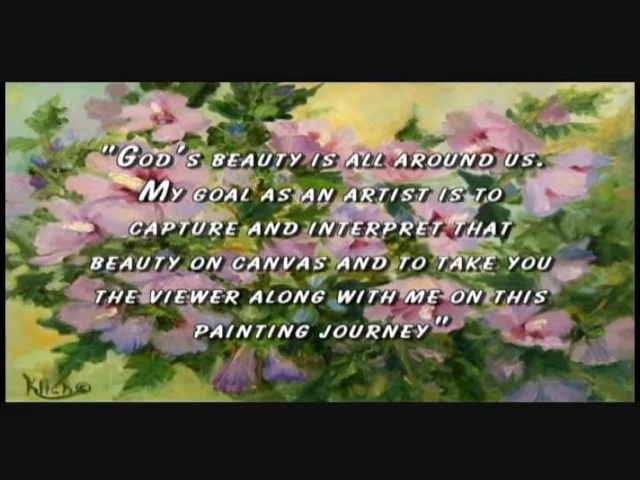 "GOD'S BEAUTY IS ALL AROUND US.
MY GOAL AS AN ARTIST IS TO
CAPTURE AND INTERPRET THAT
BEAUTY ON CANVAS AND TO TAKE YOU
THE VIEWER ALONG WITH ME ON THIS
PAINTING JOURNEY"